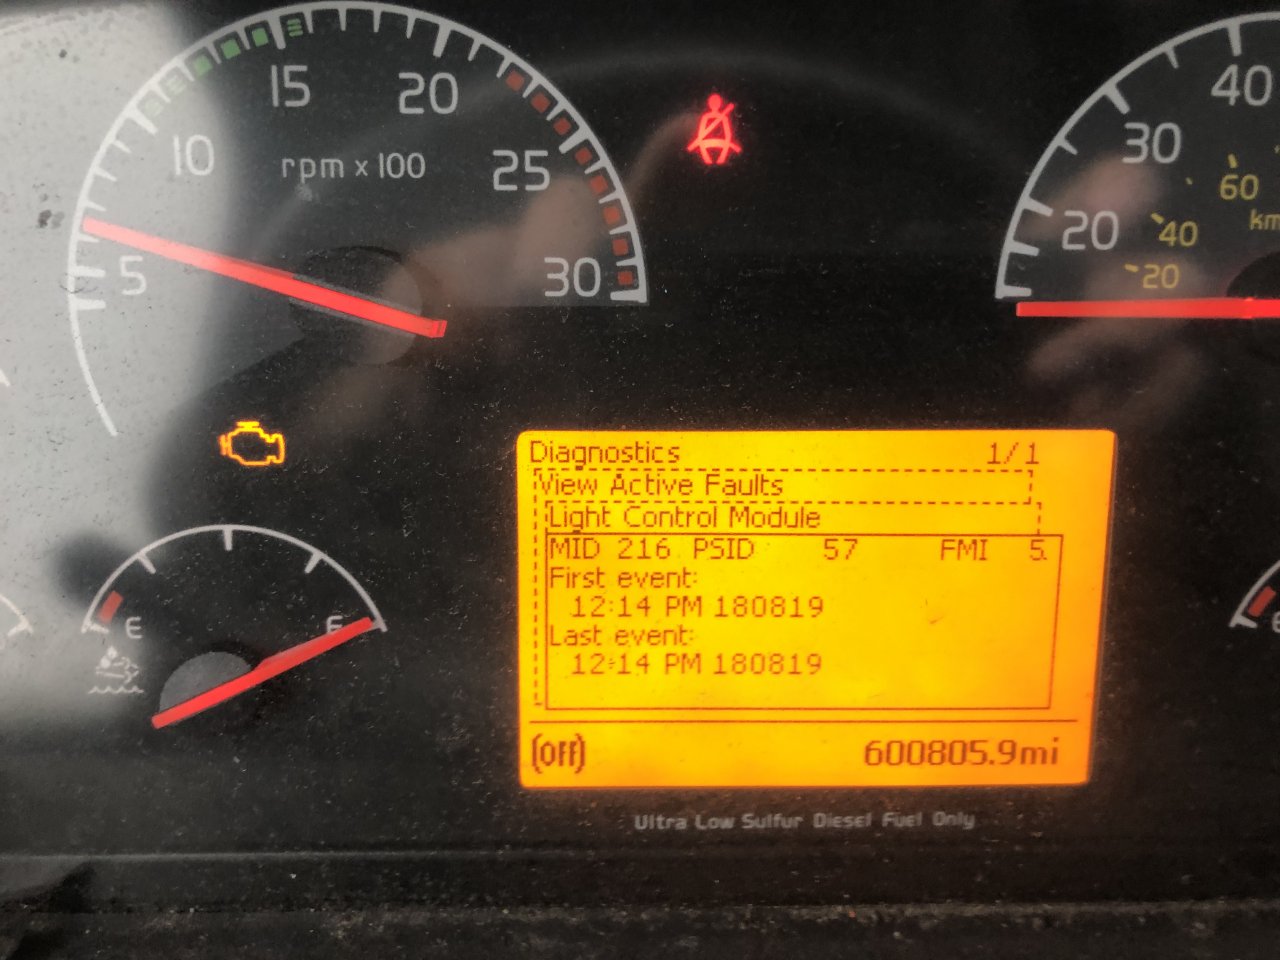 15
20
10
rpm x 100
25
5
30
40
30
60
km
20
40
20
Diagnostics 1/1
View Active Faults
Light Control Module
MID 216 PSID 57 FMI 5.
First event:
12:14 PM 180819
Last event:
12:14 PM 180819
E F
(Off) 600805.9mi
Ultra Low Sulfur Diesel Fuel Only